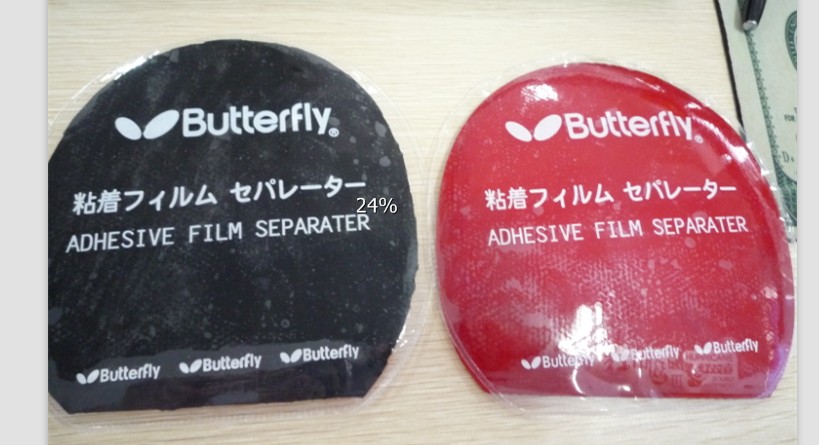 Butterfly®
粘着フィルム セパレーター
ADHESIVE FILM SEPARATER
Butterfly Butterfly Butterfly
Butterfly®
粘着フィルム セパレーター
ADHESIVE FILM SEPARATER
Butterfly Butterfly Butterfly
24%